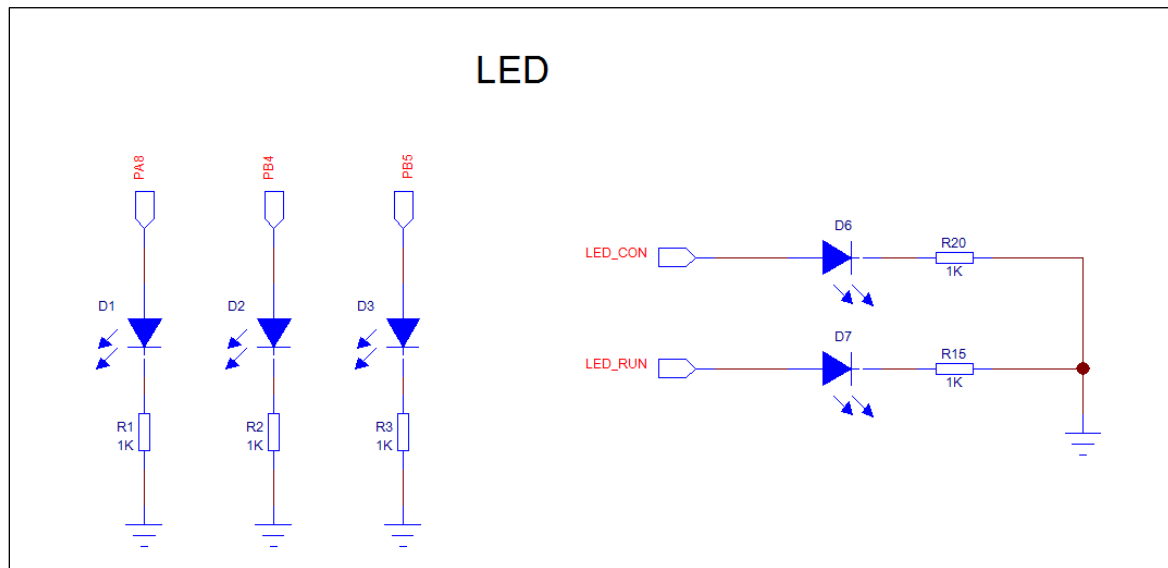 LED
PA8
PB4
PB5
D1
D2
D3
R1
1K
R2
1K
R3
1K
LED_CON
D6
R20
1K
LED_RUN
D7
R15
1K